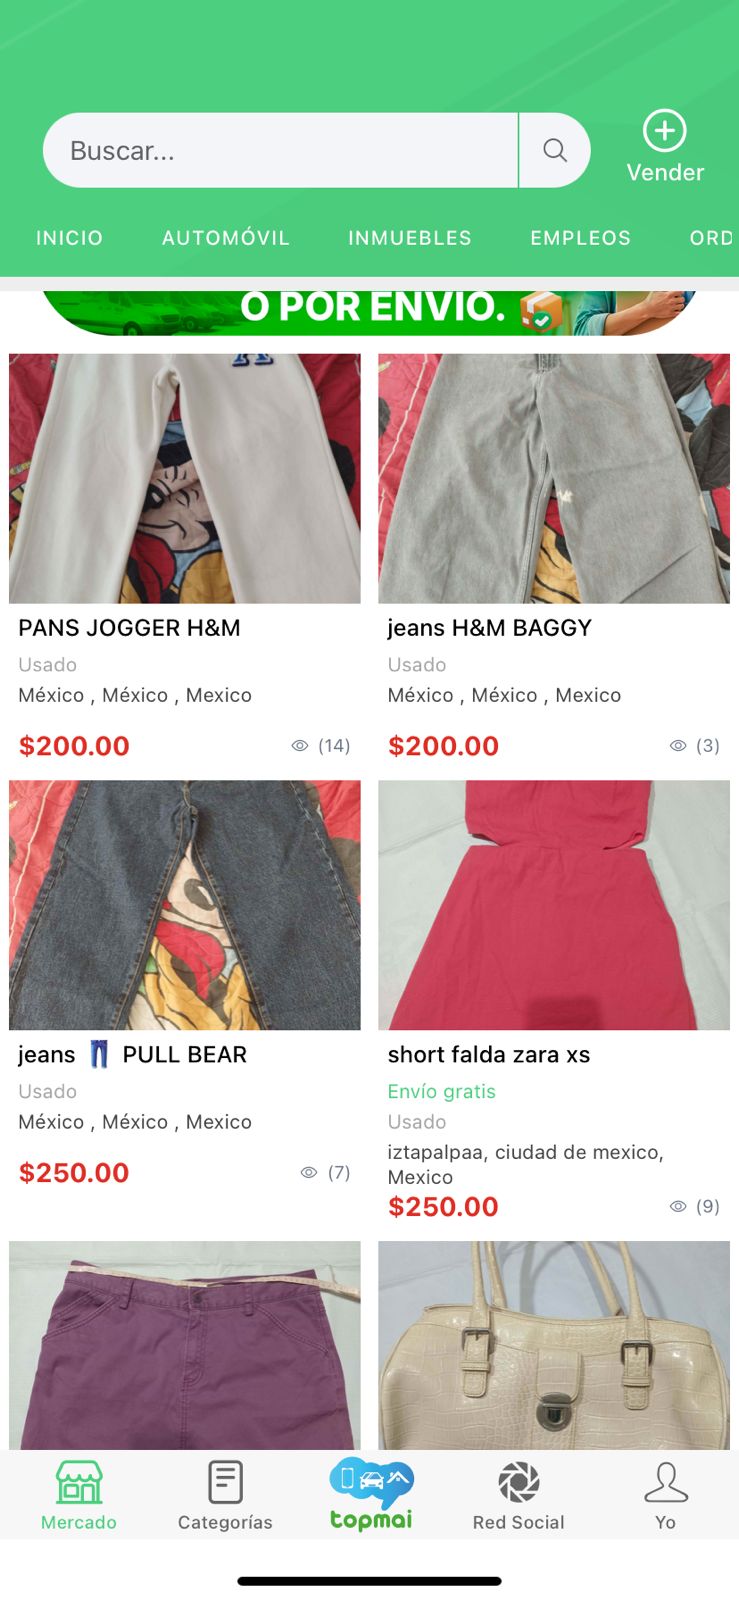 Buscar...
Vender
INICIO
AUTOMÓVIL
INMUEBLES
EMPLEOS
ORD
O POR ENVÍO.
PANS JOGGER H&M
Usado
México , México , Mexico
$200.00
(14)
jeans H&M BAGGY
Usado
México , México , Mexico
$200.00
(3)
jeans 👖 PULL BEAR
Usado
México , México , Mexico
$250.00
(7)
short falda zara xs
Envío gratis
Usado
iztapalpaa, ciudad de mexico,
Mexico
$250.00
(9)
Mercado
Categorías
topmai
Red Social
Yo